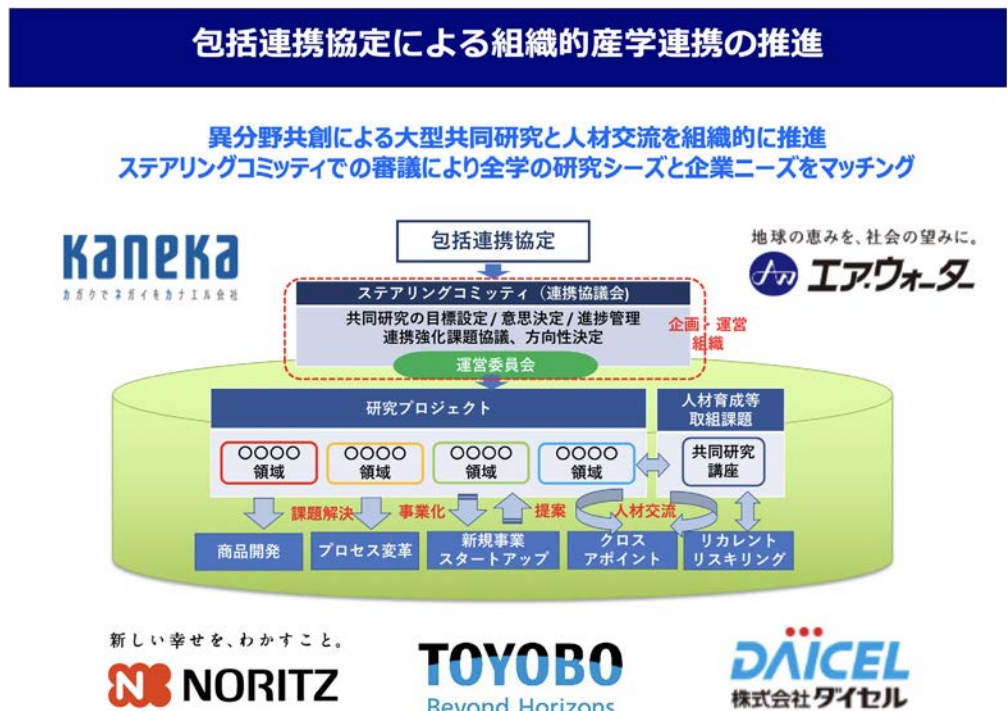 包括連携協定による組織的産学連携の推進
異分野共創による大型共同研究と人材交流を組織的に推進
ステアリングコミッティでの審議により全学の研究シーズと企業ニーズをマッチング
kaneka
カガクでネガイをカナエル会社
包括連携協定
地球の恵みを、社会の望みに。
エア・ウォーター
ステアリングコミッティ（連携協議会)
共同研究の目標設定/意思決定/進捗管理
連携強化課題協議、方向性決定
企画・運営
組織
運営委員会
研究プロジェクト
人材育成等
取組課題
〇〇〇〇
領域
〇〇〇〇
領域
〇〇〇〇
領域
〇〇〇〇
領域
共同研究
講座
課題解決
事業化
提案
人材交流
商品開発
プロセス変革
新規事業
スタートアップ
クロス
アポイント
リカレント
リスキリング
新しい幸せを、わかすこと。
N NORITZ
TOYOBO
Beyond Horizons
DAICEL
株式会社ダイセル